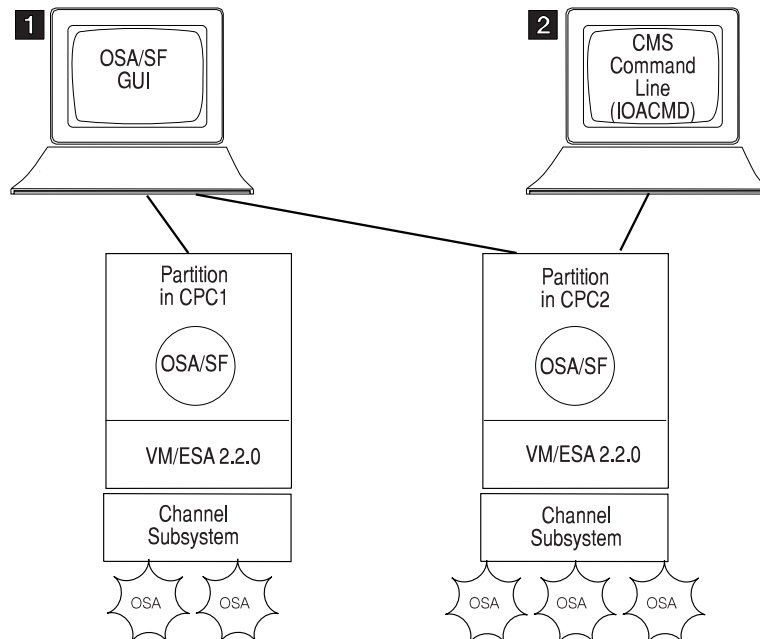 1
OSA/SF
GUI
2
CMS
Command
Line
(IOACMD)
Partition
in CPC1
OSA/SF
VM/ESA 2.2.0
Channel
Subsystem
OSA
OSA
Partition
in CPC2
OSA/SF
VM/ESA 2.2.0
Channel
Subsystem
OSA
OSA
OSA